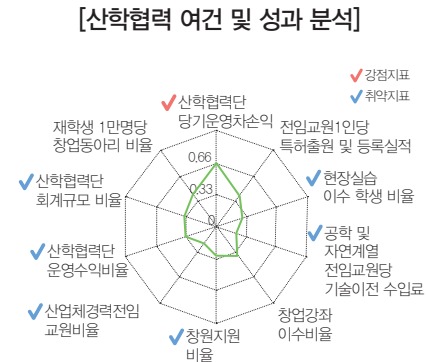 [산학협력 여건 및 성과 분석]
강점지표
취약지표
산학협력단
당기운영차손익
재학생 1만명당
창업동아리 비율
전임교원1인당
특허출원 및 등록실적
0.66
0.33
0
산학협력단
회계규모 비율
현장실습
이수 학생 비율
산학협력단
운영수익비율
공학 및
자연계열
전임교원당
기술이전 수입료
산업체경력전임
교원비율
창업강좌
이수비율
창원지원
비율